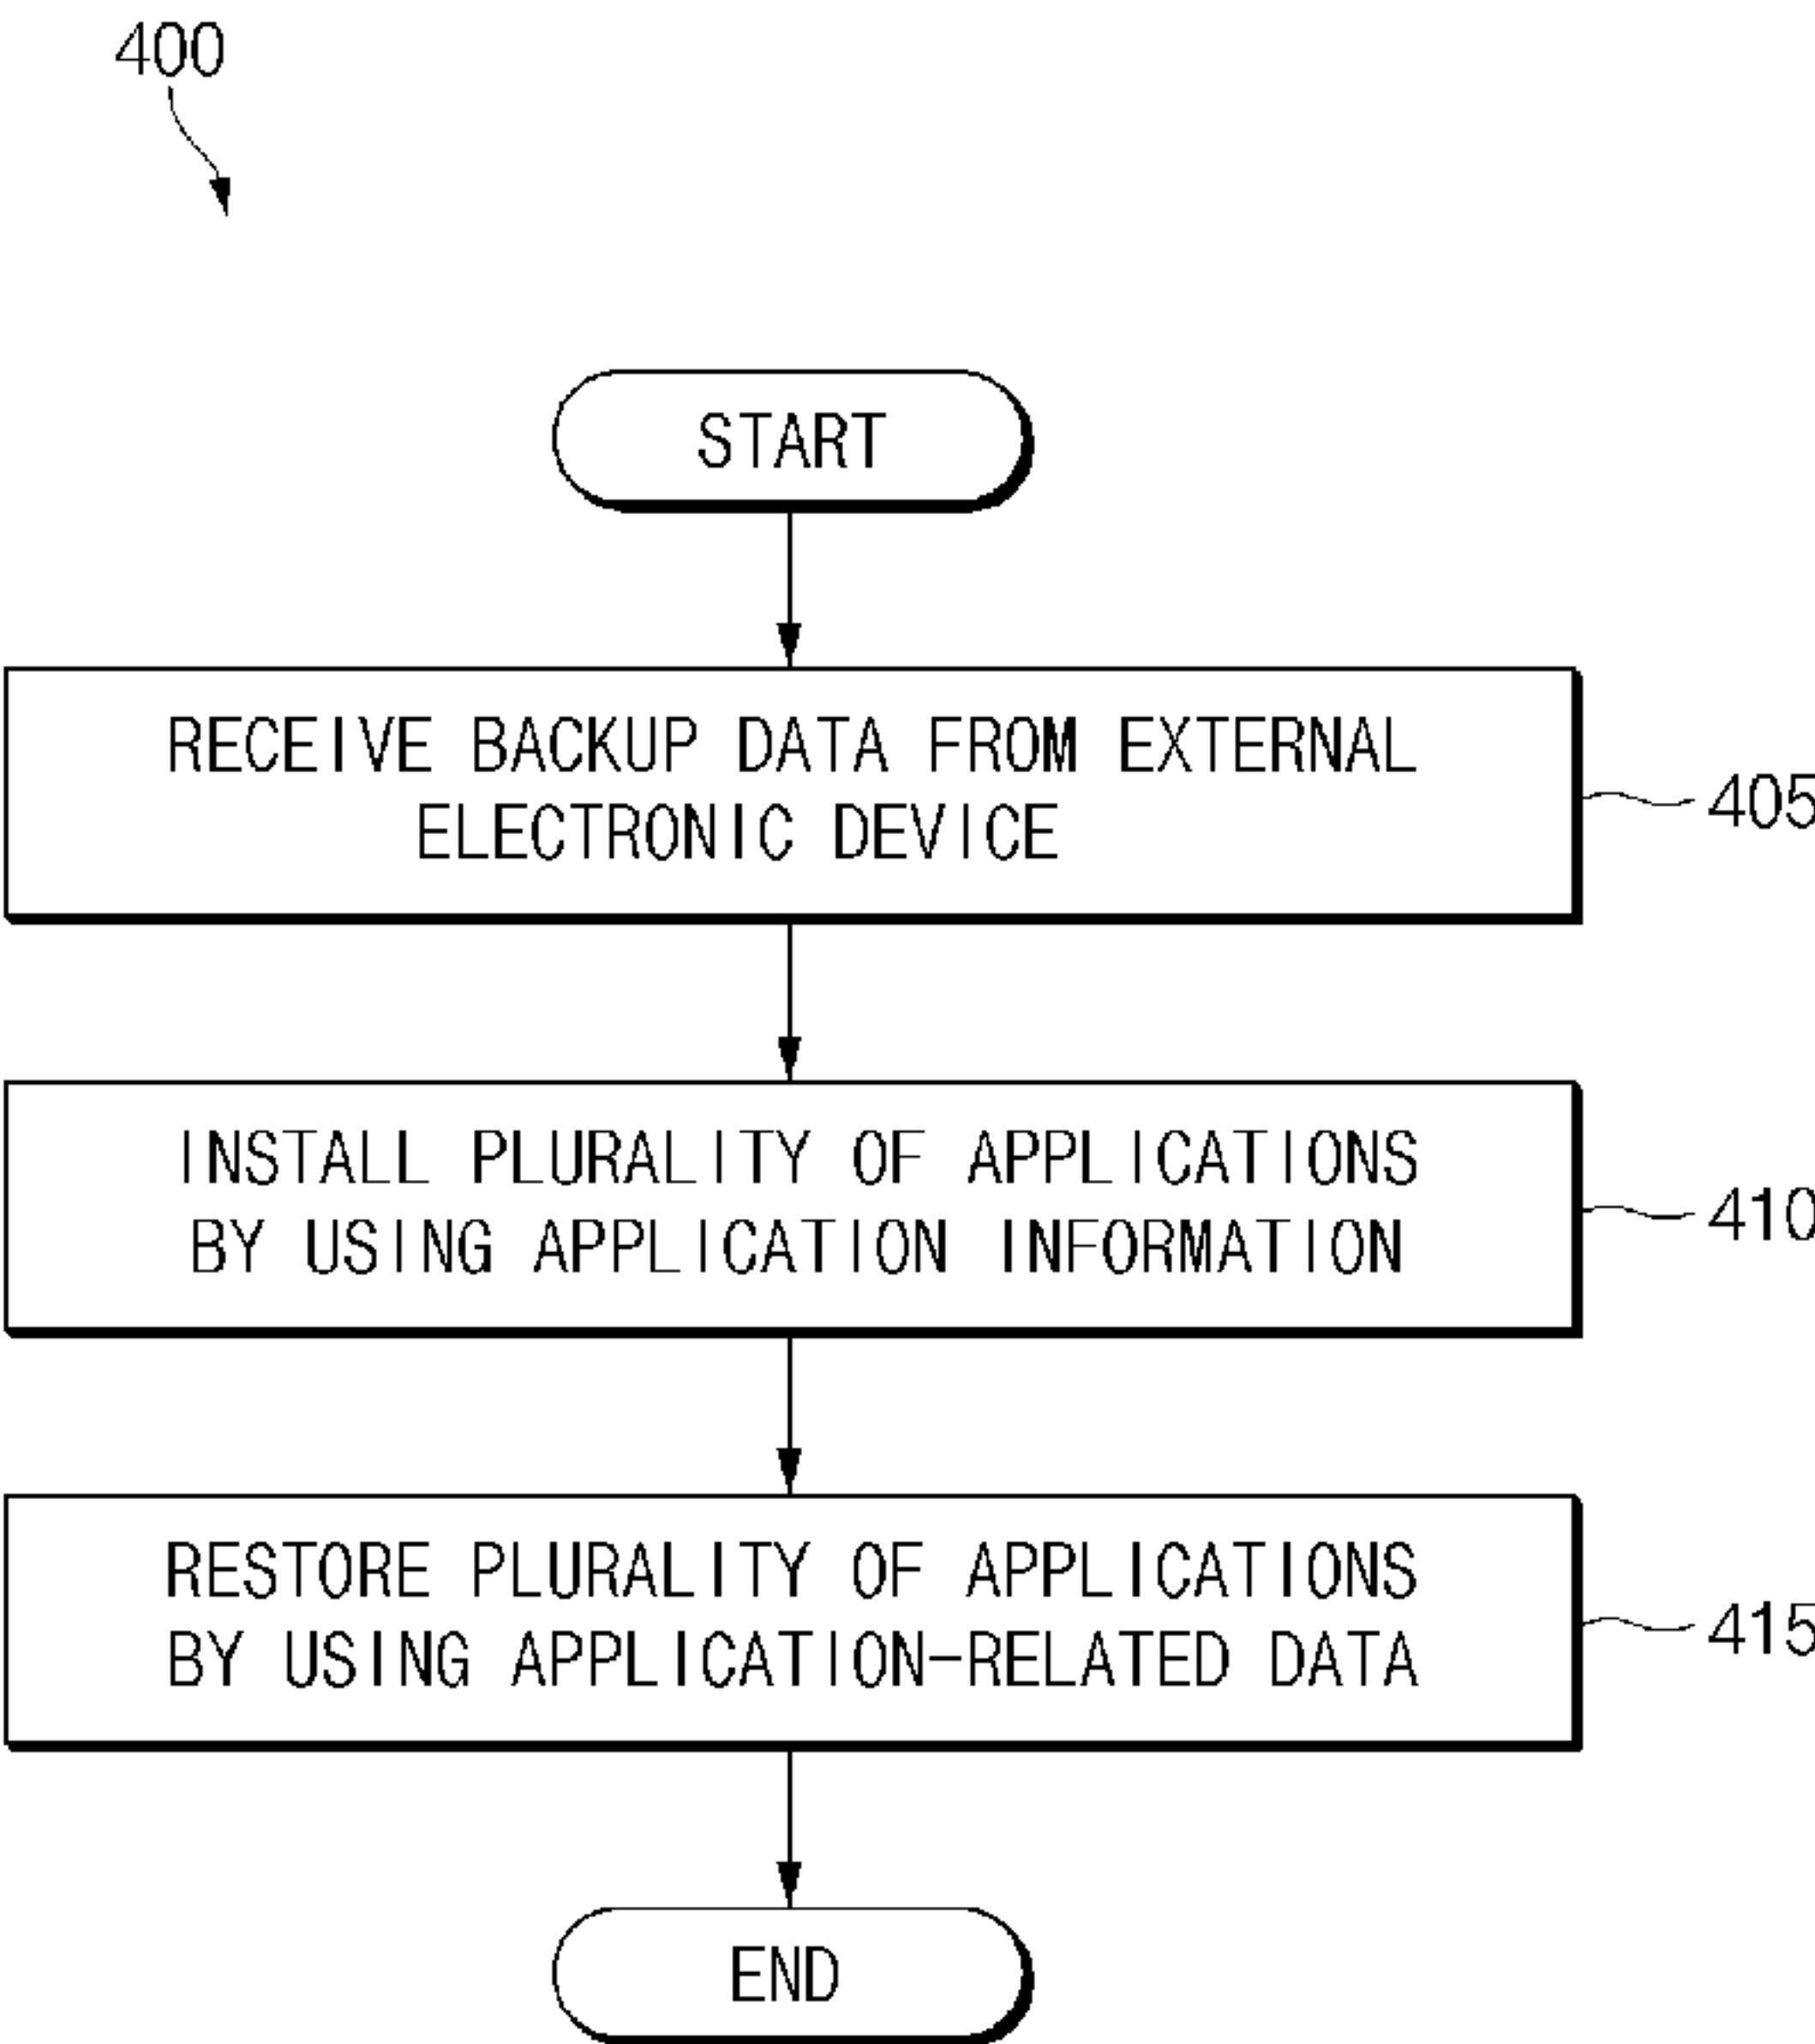 400
START
RECEIVE BACKUP DATA FROM EXTERNAL
ELECTRONIC DEVICE
405
INSTALL PLURALITY OF APPLICATIONS
BY USING APPLICATION INFORMATION
410
RESTORE PLURALITY OF APPLICATIONS
BY USING APPLICATION-RELATED DATA
415
END